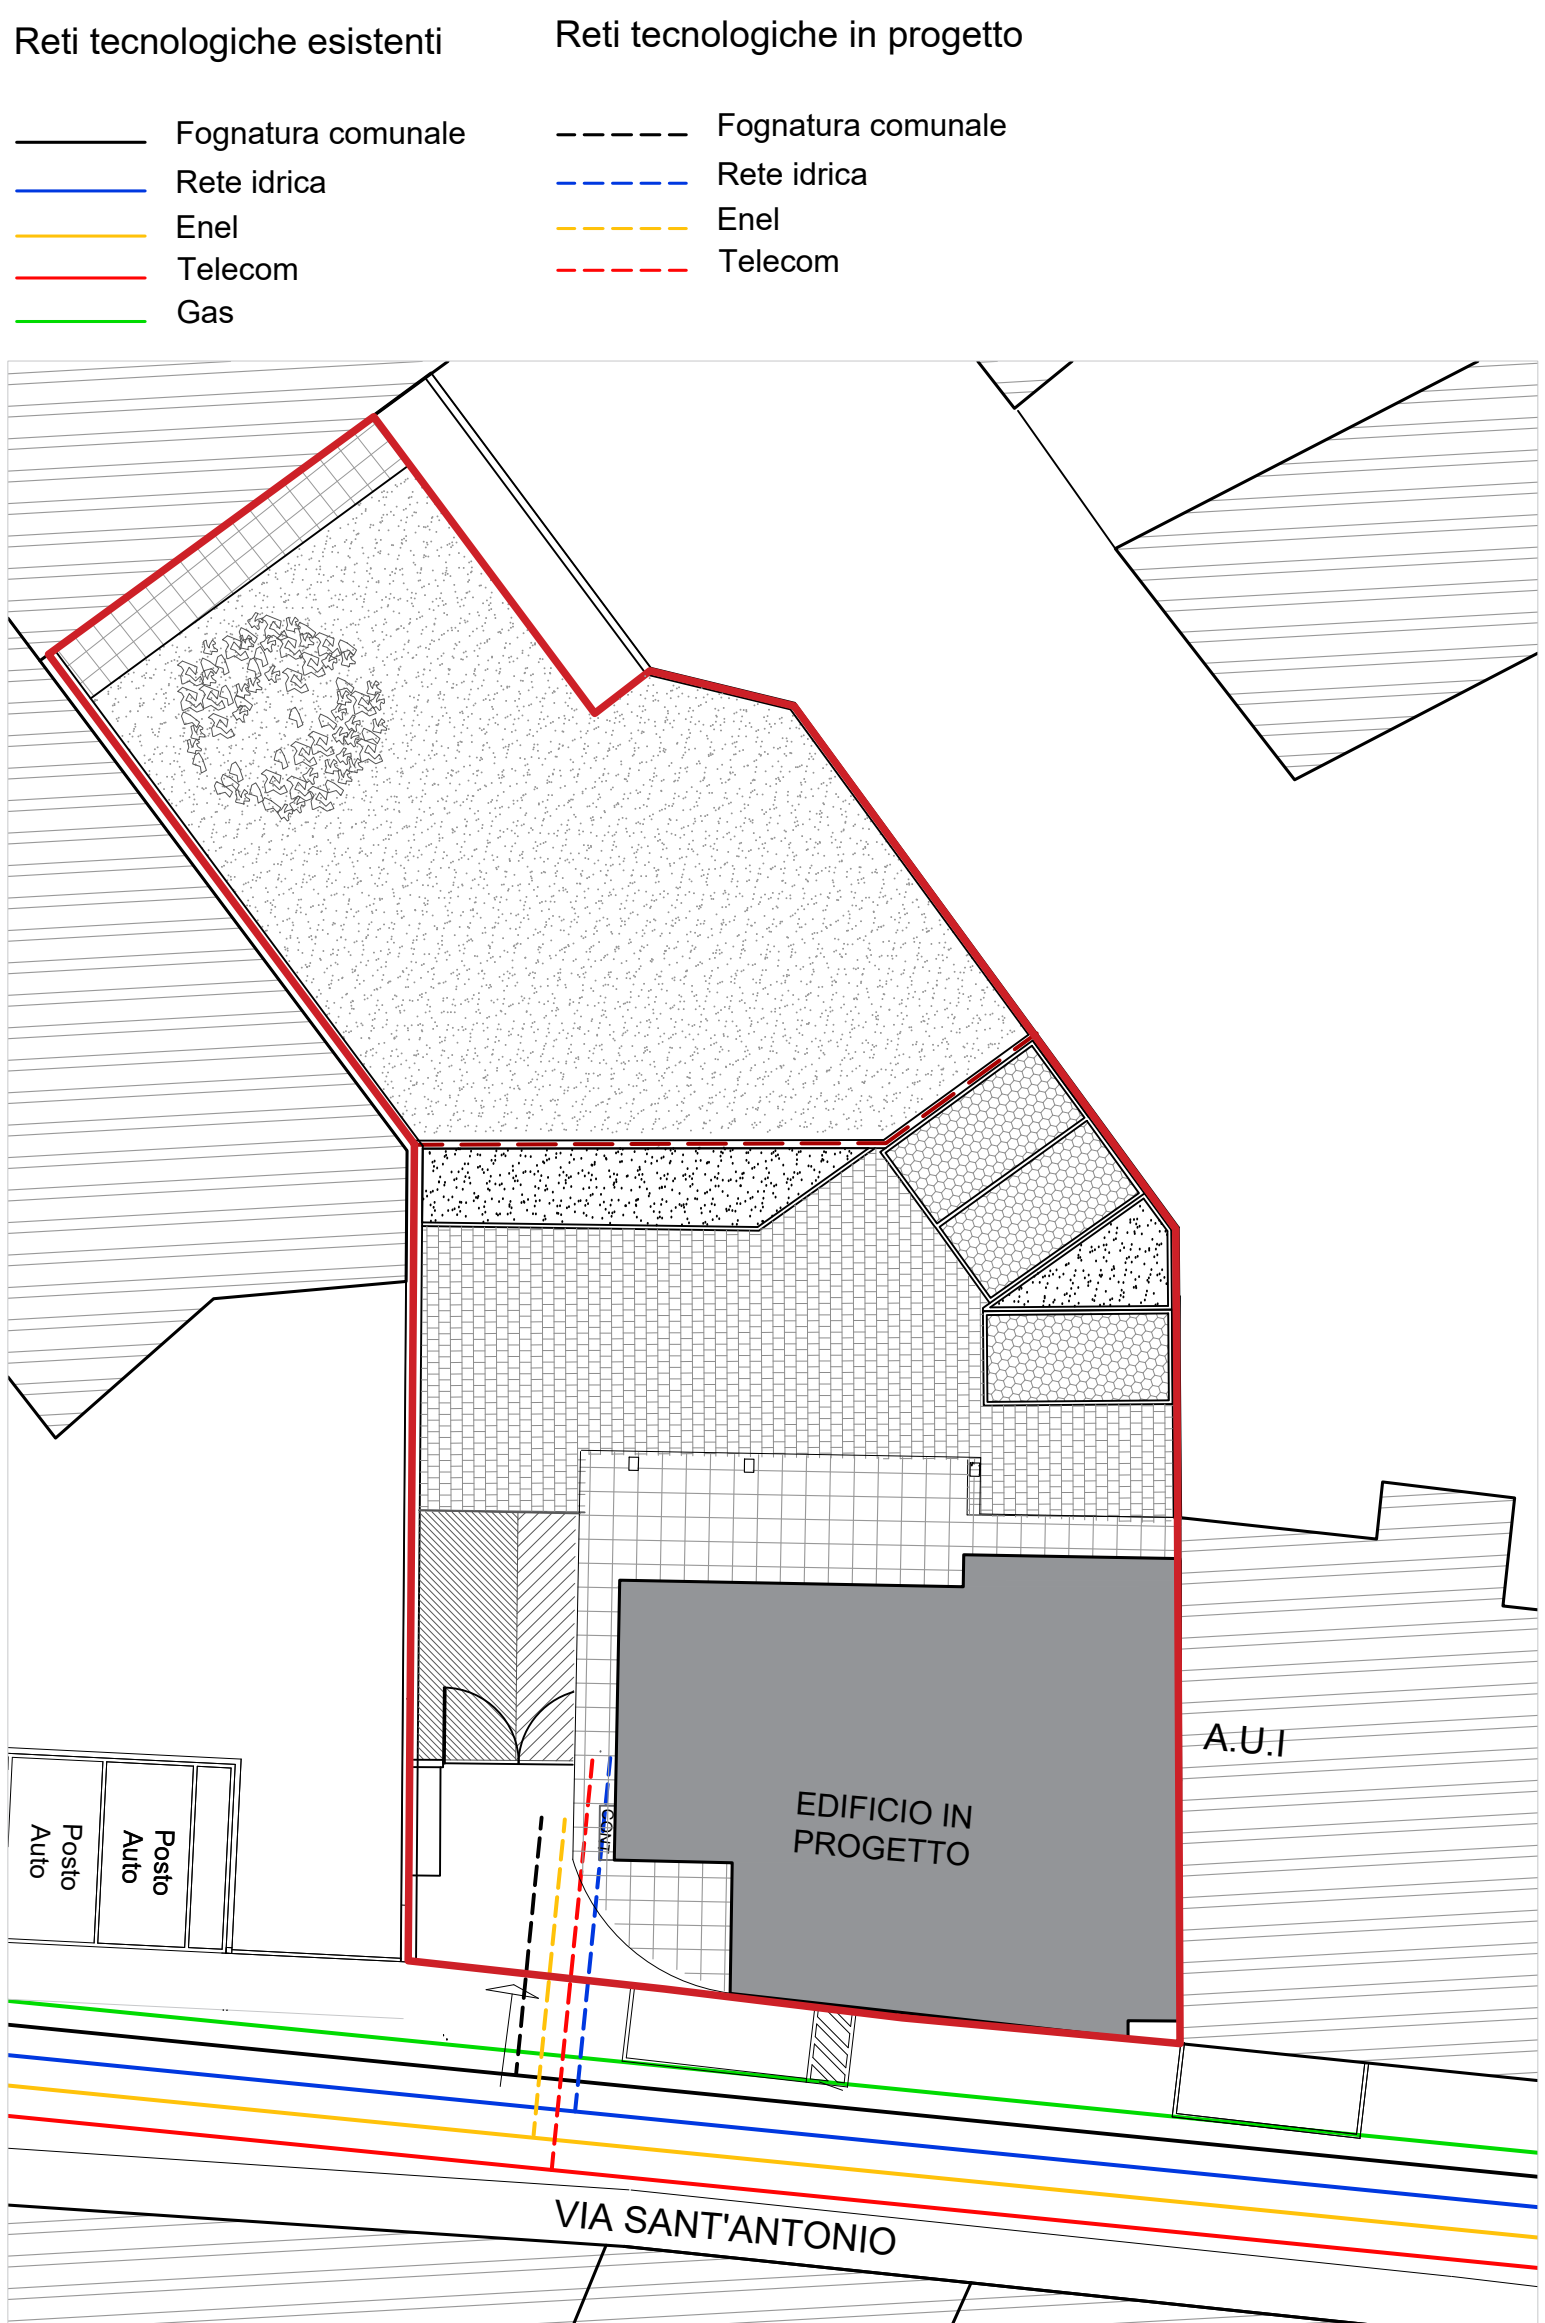 Reti tecnologiche esistenti
Fognatura comunale
Rete idrica
Enel
Telecom
Gas
Reti tecnologiche in progetto
Fognatura comunale
Rete idrica
Enel
Telecom
A.U.I
EDIFICIO IN
PROGETTO
CONT.
Posto
Auto
Posto
Auto
VIA SANT'ANTONIO